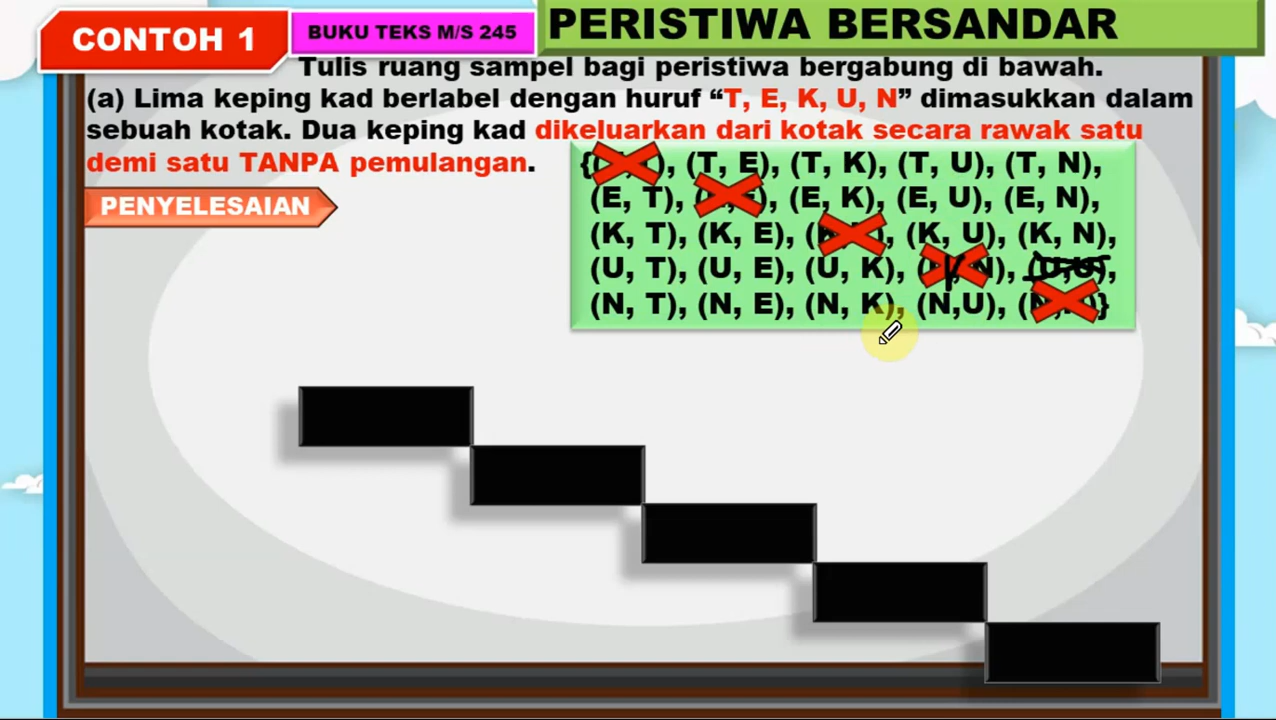 CONTOH 1
BUKU TEKS M/S 245
PERISTIWA BERSANDAR
Tulis ruang sampel bagi peristiwa bergabung di bawah.
(a) Lima keping kad berlabel dengan huruf “T, E, K, U, N” dimasukkan dalam
sebuah kotak. Dua keping kad dikeluarkan dari kotak secara rawak satu
demi satu TANPA pemulangan.
PENYELESAIAN
{ , (T, E), (T, K), (T, U), (T, N),
(E, T), (E, K), (E, U), (E, N),
(K, T), (K, E), (K, U), (K, N),
(U, T), (U, E), (U, K), (U,U),
(N, T), (N, E), (N, K), (N,U), }